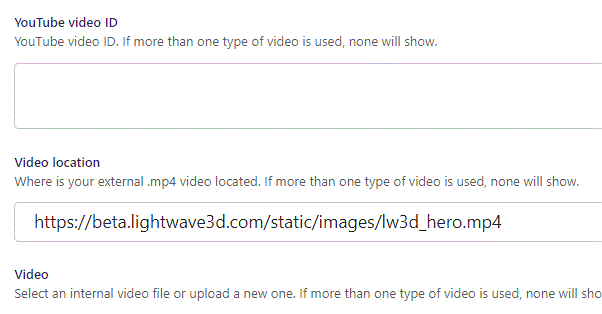 YouTube video ID
YouTube video ID. If more than one type of video is used, none will show.
Video location
Where is your external .mp4 video located. If more than one type of video is used, none will show.
https://beta.lightwave3d.com/static/images/lw3d_hero.mp4
Video
Select an internal video file or upload a new one. If more than one type of video is used, none will sho